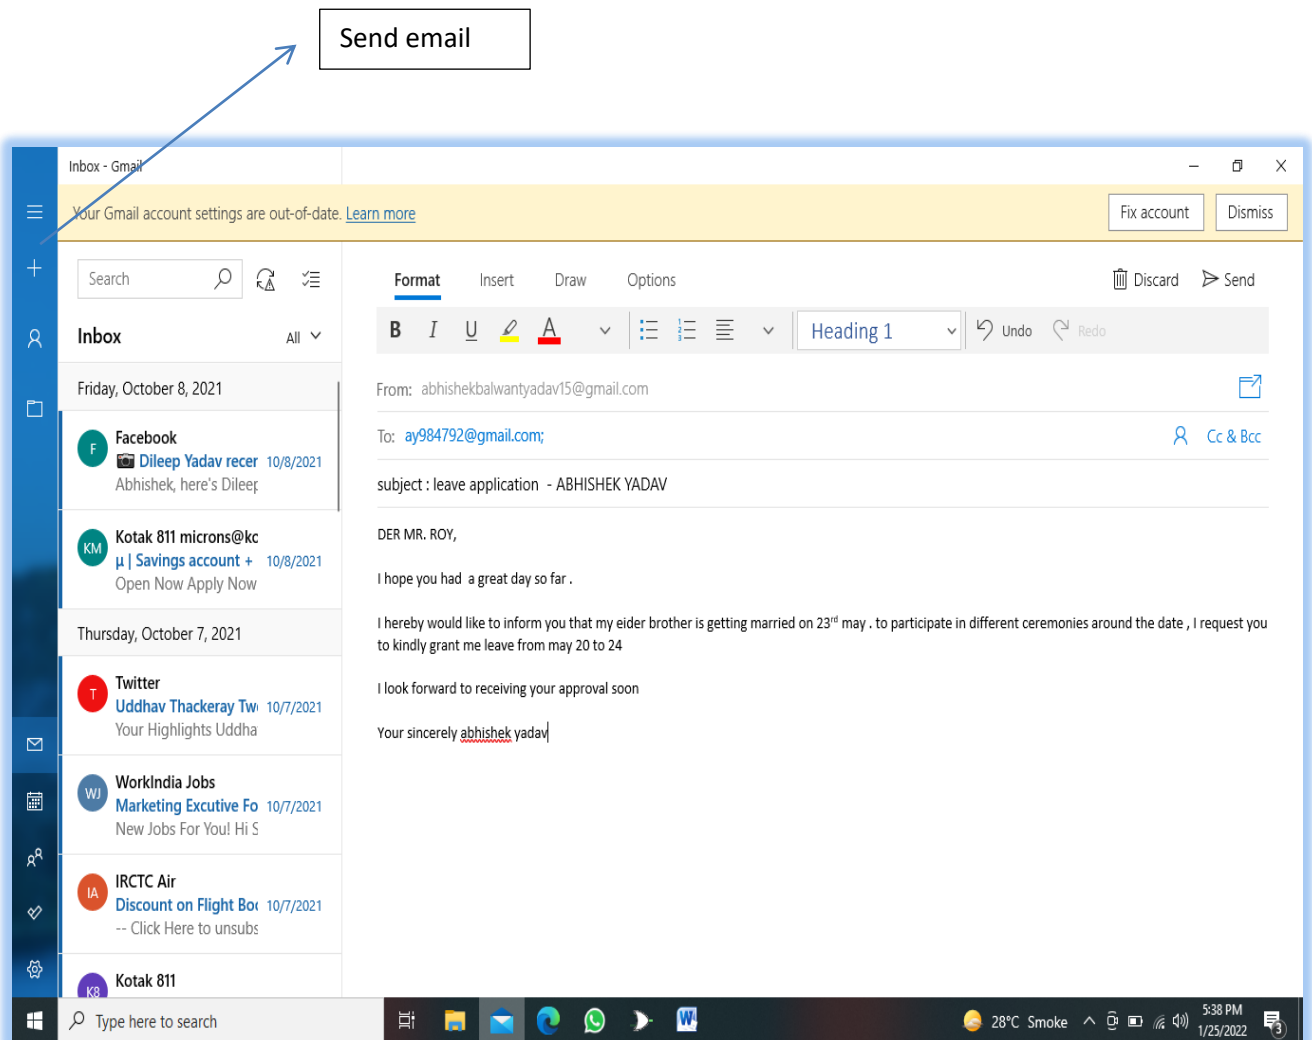 Send email
Inbox - Gmail
Your Gmail account settings are out-of-date. Learn more
Fix account
Dismiss
Search
Inbox
All
Friday, October 8, 2021
F
Facebook
Dileep Yadav recer 10/8/2021
Abhishek, here's Dileep
KM
Kotak 811 microns@kc
µ | Savings account + 10/8/2021
Open Now Apply Now
Thursday, October 7, 2021
T
Twitter
Uddhav Thackeray Tw 10/7/2021
Your Highlights Uddha
WJ
WorkIndia Jobs
Marketing Excutive Fo 10/7/2021
New Jobs For You! Hi S
IA
IRCTC Air
Discount on Flight Boo 10/7/2021
-- Click Here to unsubs
K8
Kotak 811
Format Insert Draw Options
Discard Send
B I U A Heading 1 Undo Redo
From: abhishekbalwantyadav15@gmail.com
To: ay984792@gmail.com;
Cc & Bcc
subject : leave application - ABHISHEK YADAV
DER MR. ROY,
I hope you had a great day so far .
I hereby would like to inform you that my eider brother is getting married on 23rd may . to participate in different ceremonies around the date , I request you
to kindly grant me leave from may 20 to 24
I look forward to receiving your approval soon
Your sincerely abhishek yadav
Type here to search
28°C Smoke
5:38 PM
1/25/2022
3